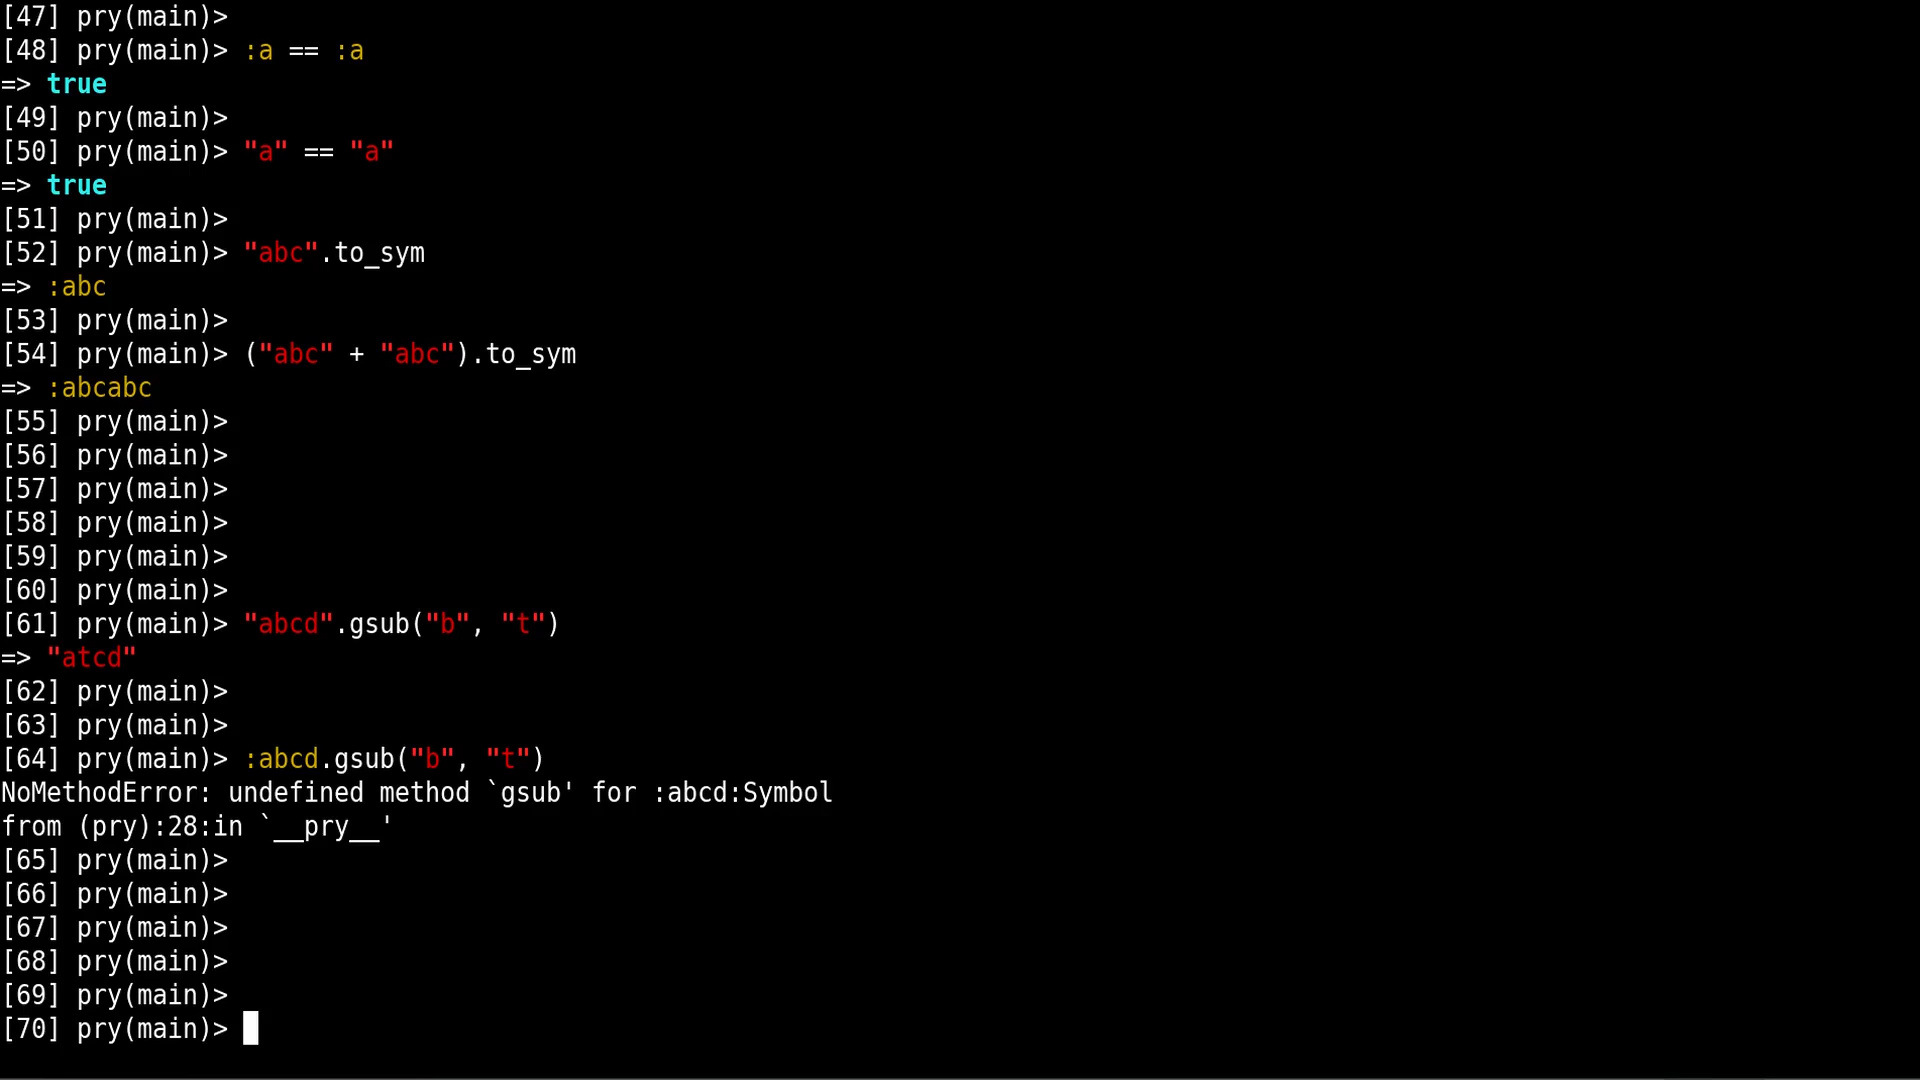 [47] pry(main)>
[48] pry(main)> :a == :a
=> true
[49] pry(main)>
[50] pry(main)> "a" == "a"
=> true
[51] pry(main)>
[52] pry(main)> "abc".to_sym
=> :abc
[53] pry(main)>
[54] pry(main)> ("abc" + "abc").to_sym
=> :abcabc
[55] pry(main)>
[56] pry(main)>
[57] pry(main)>
[58] pry(main)>
[59] pry(main)>
[60] pry(main)>
[61] pry(main)> "abcd".gsub("b", "t")
=> "atcd"
[62] pry(main)>
[63] pry(main)>
[64] pry(main)> :abcd.gsub("b", "t")
NoMethodError: undefined method `gsub' for :abcd:Symbol
from (pry):28:in `__pry__'
[65] pry(main)>
[66] pry(main)>
[67] pry(main)>
[68] pry(main)>
[69] pry(main)>
[70] pry(main)>